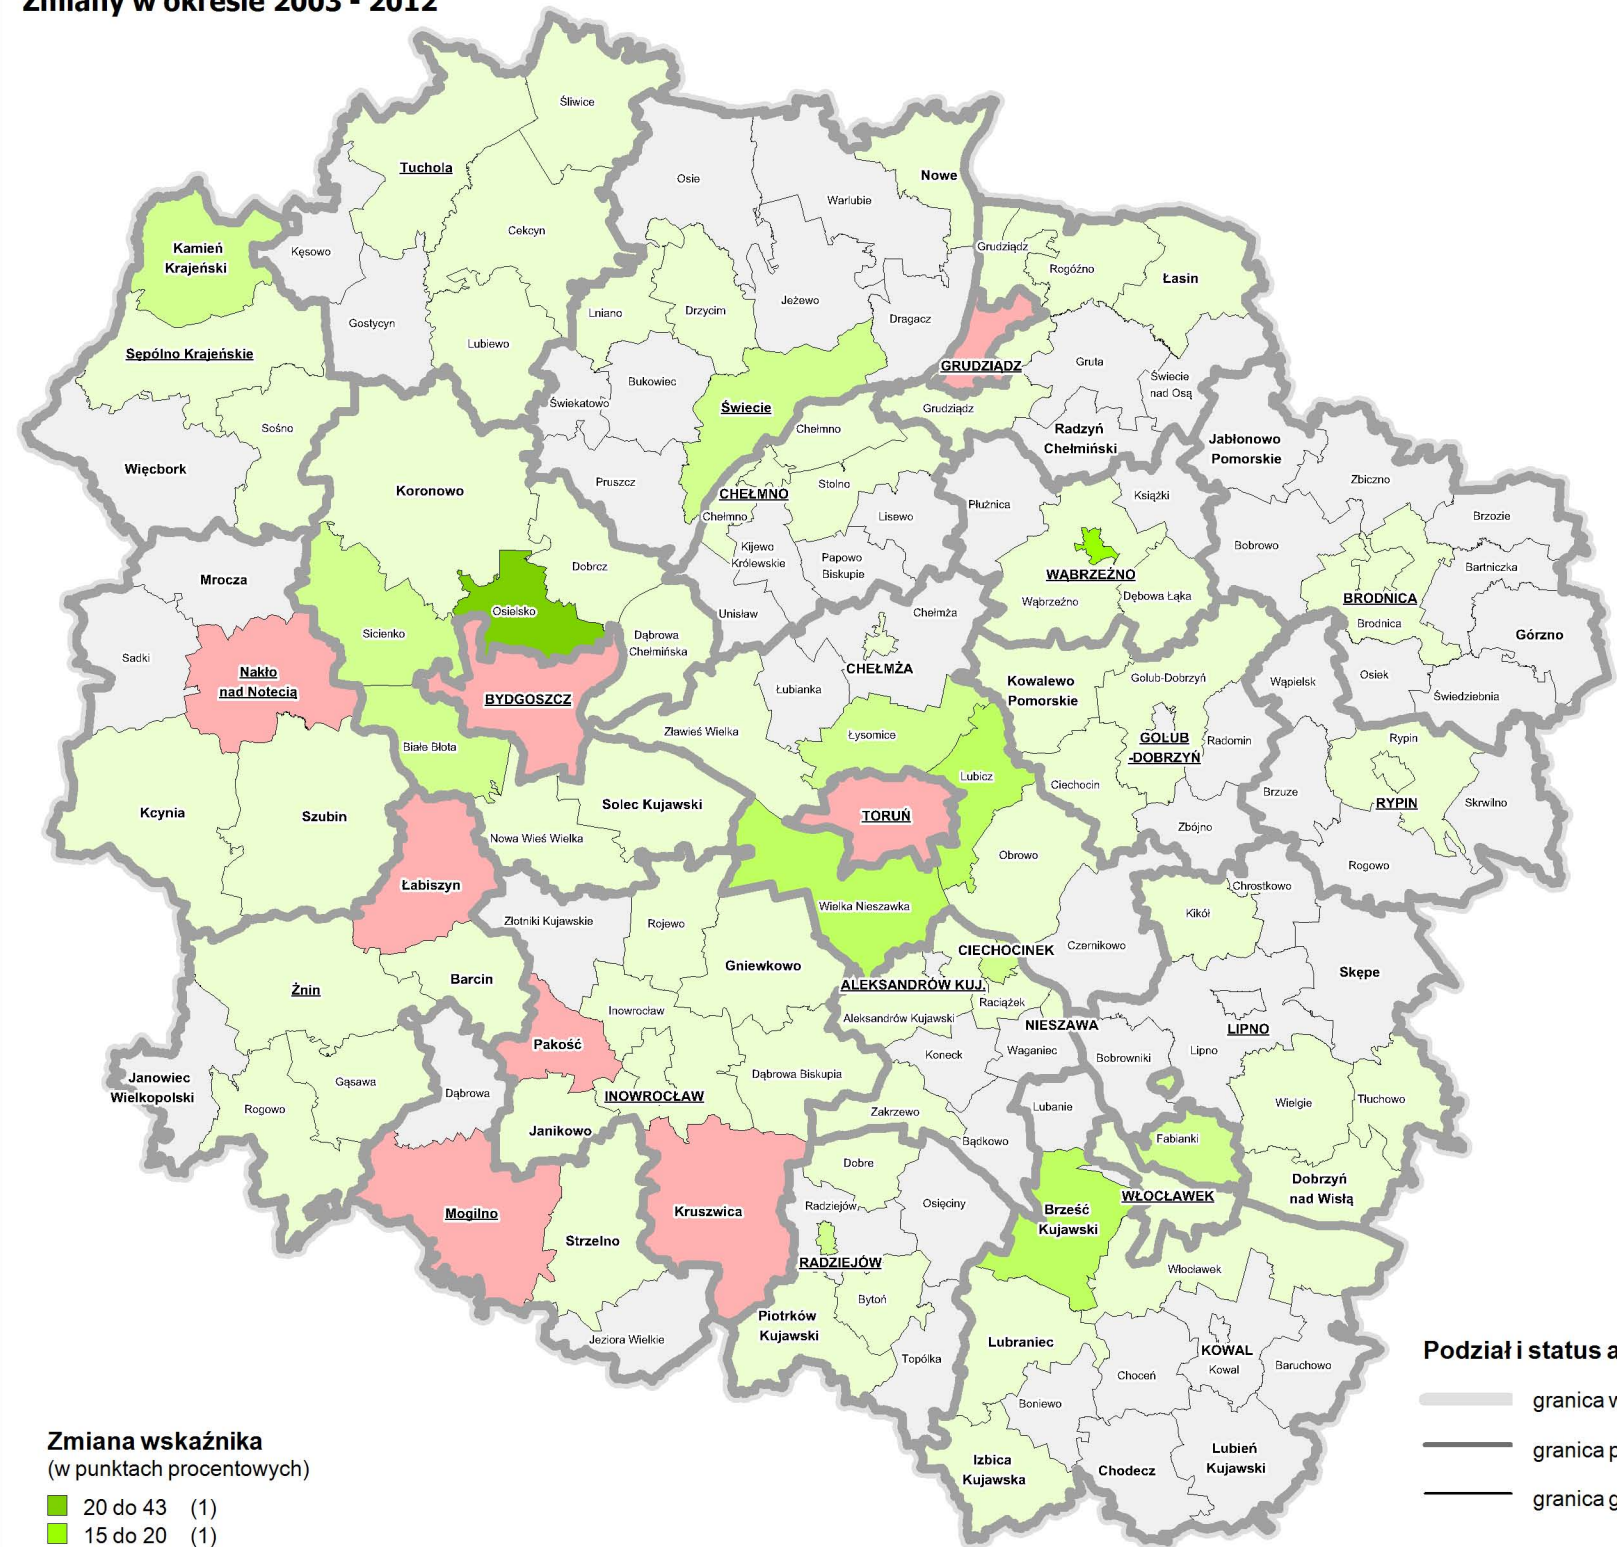 Zmiany w okresie 2003 - 2012
Śliwice
Tuchola
Osie
Nowe
Warlubie
Cekcyn
Kamień
Krajeński
Kęsowo
Grudziądz
Rogóźno
Łasin
Jeżewo
Drzycim
Lniano
Dragacz
Gostycyn
Lubiewo
Sępólno Krajeńskie
GRUDZIĄDZ
Gruta
Świecie
nad Osą
Bukowiec
Świekatowo
Świecie
Grudziądz
Chełmno
Sośno
Radzyń
Chełmiński
Jabłonowo
Pomorskie
Więcbork
Zbiczno
Pruszcz
Koronowo
Stolno
CHEŁMNO
Książki
Płużnica
Chełmno
Lisewo
Brzozie
Kijewo
Królewskie
Papowo
Biskupie
Bobrowo
Dobrcz
Bartniczka
WĄBRZEŹNO
Mrocza
Dębowa Łąka
Wąbrzeźno
BRODNICA
Osielsko
Unisław
Chełmża
Brodnica
Górzno
Sicienko
Dąbrowa
Chełmińska
Sadki
Nakło
nad Notecią
CHEŁMŻA
Osiek
Golub-Dobrzyń
Wąpielsk
Kowalewo
Pomorskie
Łubianka
Świedziebnia
BYDGOSZCZ
Zławieś Wielka
Łysomice
GOLUB
-DOBRZYŃ
Radomin
Rypin
Białe Błota
Lubicz
Ciechocin
Brzuze
RYPIN
Skrwilno
Solec Kujawski
Kcynia
Szubin
TORUŃ
Zbójno
Nowa Wieś Wielka
Obrowo
Rogowo
Łabiszyn
Chrostkowo
Wielka Nieszawka
Kikół
Złotniki Kujawskie
Rojewo
CIECHOCINEK
Czernikowo
Gniewkowo
Skępe
Barcin
Żnin
ALEKSANDRÓW KUJ.
Raciążek
Inowrocław
Aleksandrów Kujawski
NIESZAWA
LIPNO
Pakość
Koneck
Waganiec
Bobrowniki
Lipno
Janowiec
Wielkopolski
Gąsawa
Dąbrowa
Dąbrowa Biskupia
INOWROCŁAW
Rogowo
Zakrzewo
Lubanie
Wielgie
Tłuchowo
Janikowo
Bądkowo
Fabianki
Dobre
Dobrzyń
nad Wisłą
WŁOCŁAWEK
Radziejów
Osięciny
Brześć
Kujawski
Mogilno
Kruszwica
Strzelno
RADZIEJÓW
Włocławek
Bytoń
Piotrków
Kujawski
Jeziora Wielkie
Lubraniec
KOWAL
Kowal
Baruchowo
Topólka
Choceń
Podział i status a
Boniewo
granica w
Zmiana wskaźnika
(w punktach procentowych)
granica p
Lubień
Kujawski
Izbica
Kujawska
Chodecz
granica g
20 do 43 (1)
15 do 20 (1)